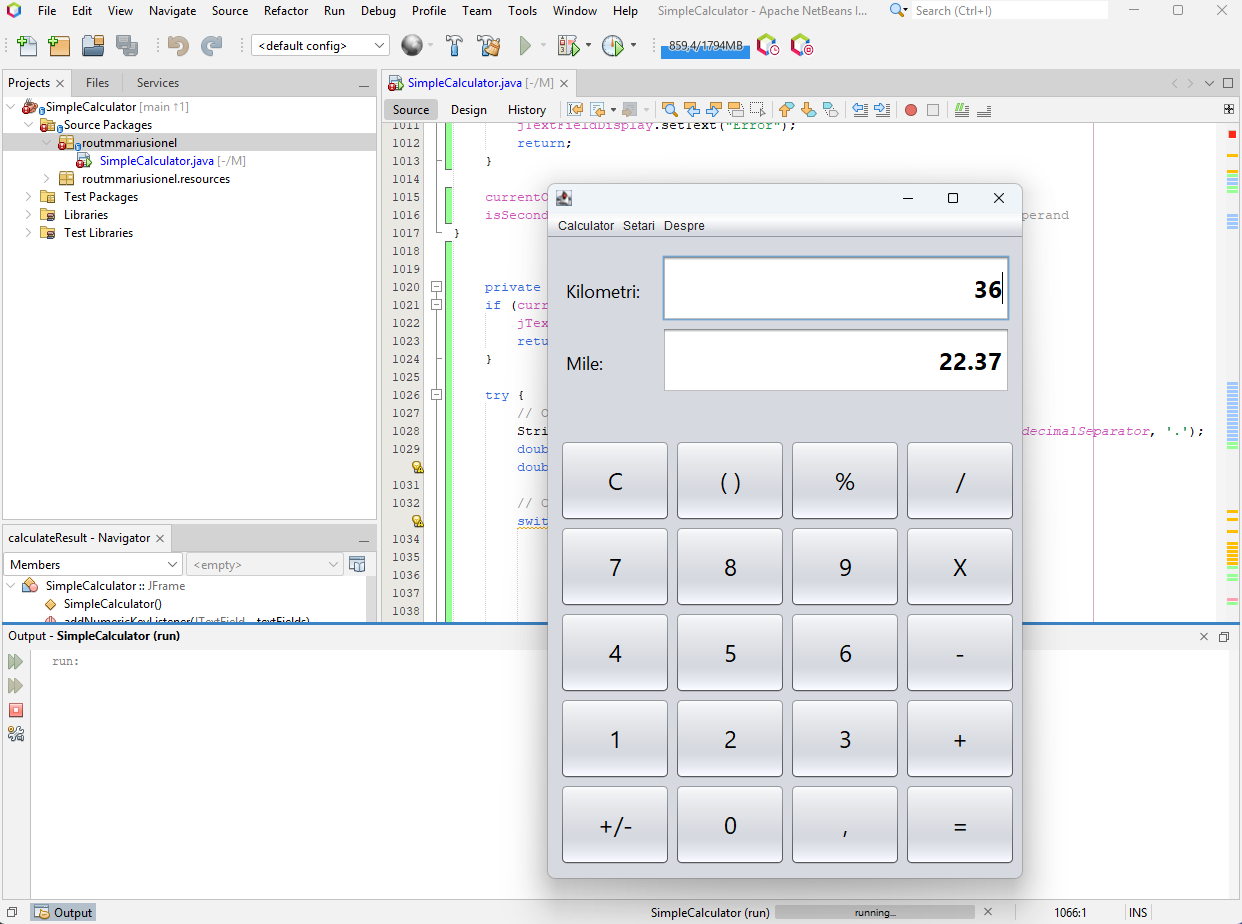 File Edit View Navigate Source Refactor Run Debug Profile Team Tools Window Help SimpleCalculator - Apache NetBeans I... Search (Ctrl+I)
<default config> 859,4/1794MB
Projects Files Services
SimpleCalculator [main ↑1]
Source Packages
routmmariusionel
SimpleCalculator.java [-/M]
routmmariusionel.resources
Test Packages
Libraries
Test Libraries
calculateResult - Navigator
Members <empty>
SimpleCalculator :: JFrame
SimpleCalculator()
SimpleCalculator.java [-/M]
Source Design History
1011 jTextFieldDisplay.setText("Error");
1012 return;
1013 }
1014
1015 currentO
1016 isSecond perand
1017 }
1018
1019
1020 private
1021 if (curr
1022 jTex
1023 retu
1024 }
1025
1026 try {
1027 // C
1028 Stri decimalSeparator, '.');
1029 doub
doub
1031
1032 // C
swit
1034
1035
1036
1037
1038
Calculator Setari Despre
Kilometri: 36
Mile: 22.37
C ( ) % /
7 8 9 X
4 5 6 -
1 2 3 +
+/- 0 , =
Output - SimpleCalculator (run)
run:
Output SimpleCalculator (run) running... 1066:1 INS